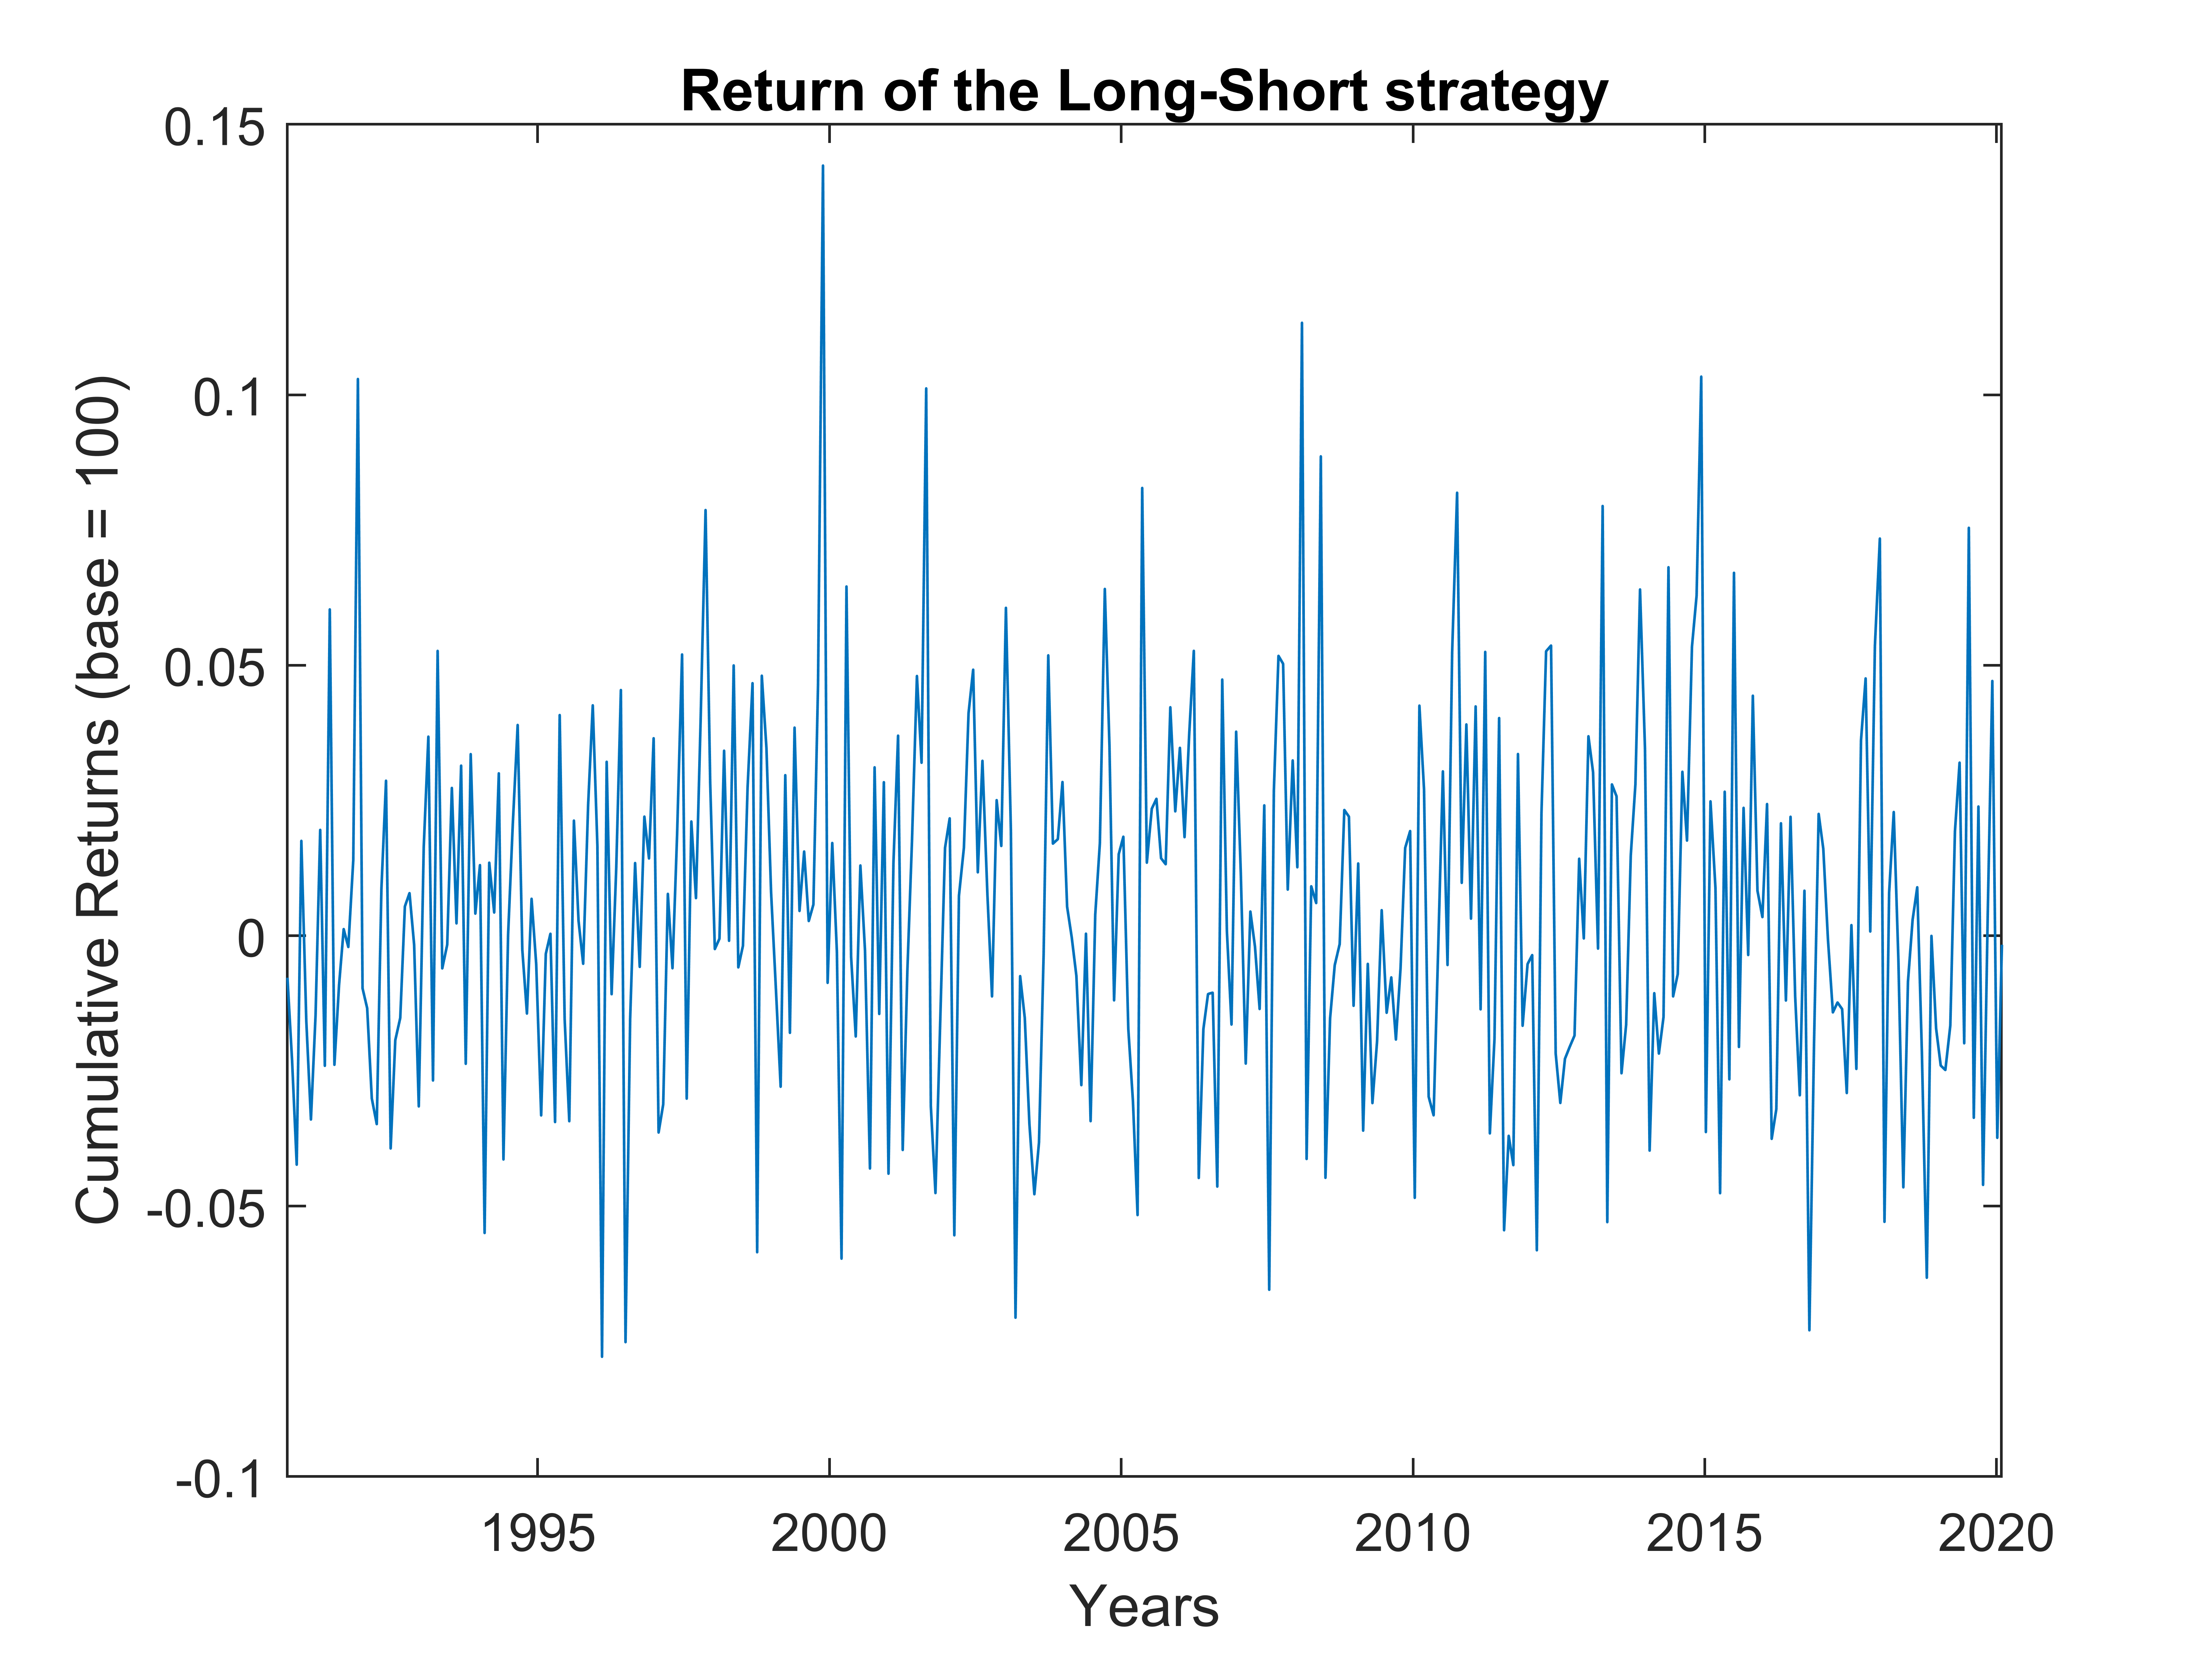 Return of the Long-Short strategy
Cumulative Returns (base = 100)
0.15
0.1
0.05
0
-0.05
-0.1
1995 2000 2005 2010 2015 2020
Years